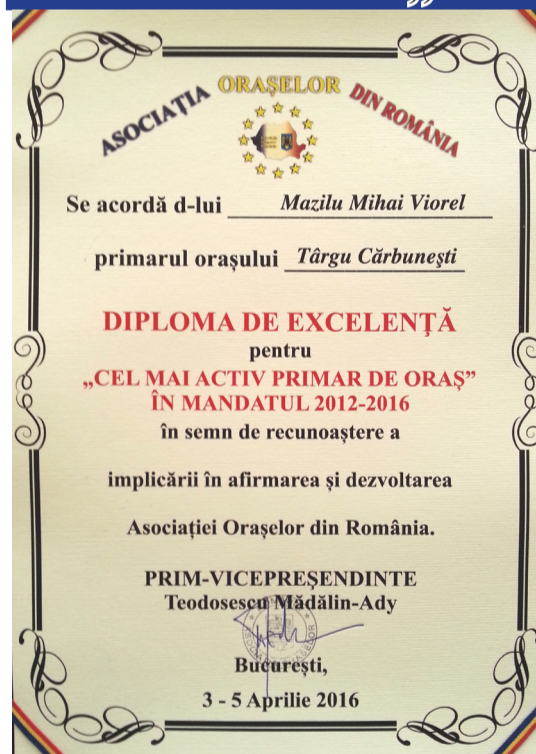 ASOCIAȚIA ORAȘELOR DIN ROMÂNIA
Se acordă d-lui Mazilu Mihai Viorel
primarul orașului Târgu Cărbuneşti
DIPLOMA DE EXCELENŢĂ
pentru
„CEL MAI ACTIV PRIMAR DE ORAȘ”
ÎN MANDATUL 2012-2016
în semn de recunoaștere a
implicării în afirmarea și dezvoltarea
Asociației Orașelor din România.
PRIM-VICEPREȘENDINTE
Teodosescu Mădălin-Ady
București,
3 - 5 Aprilie 2016